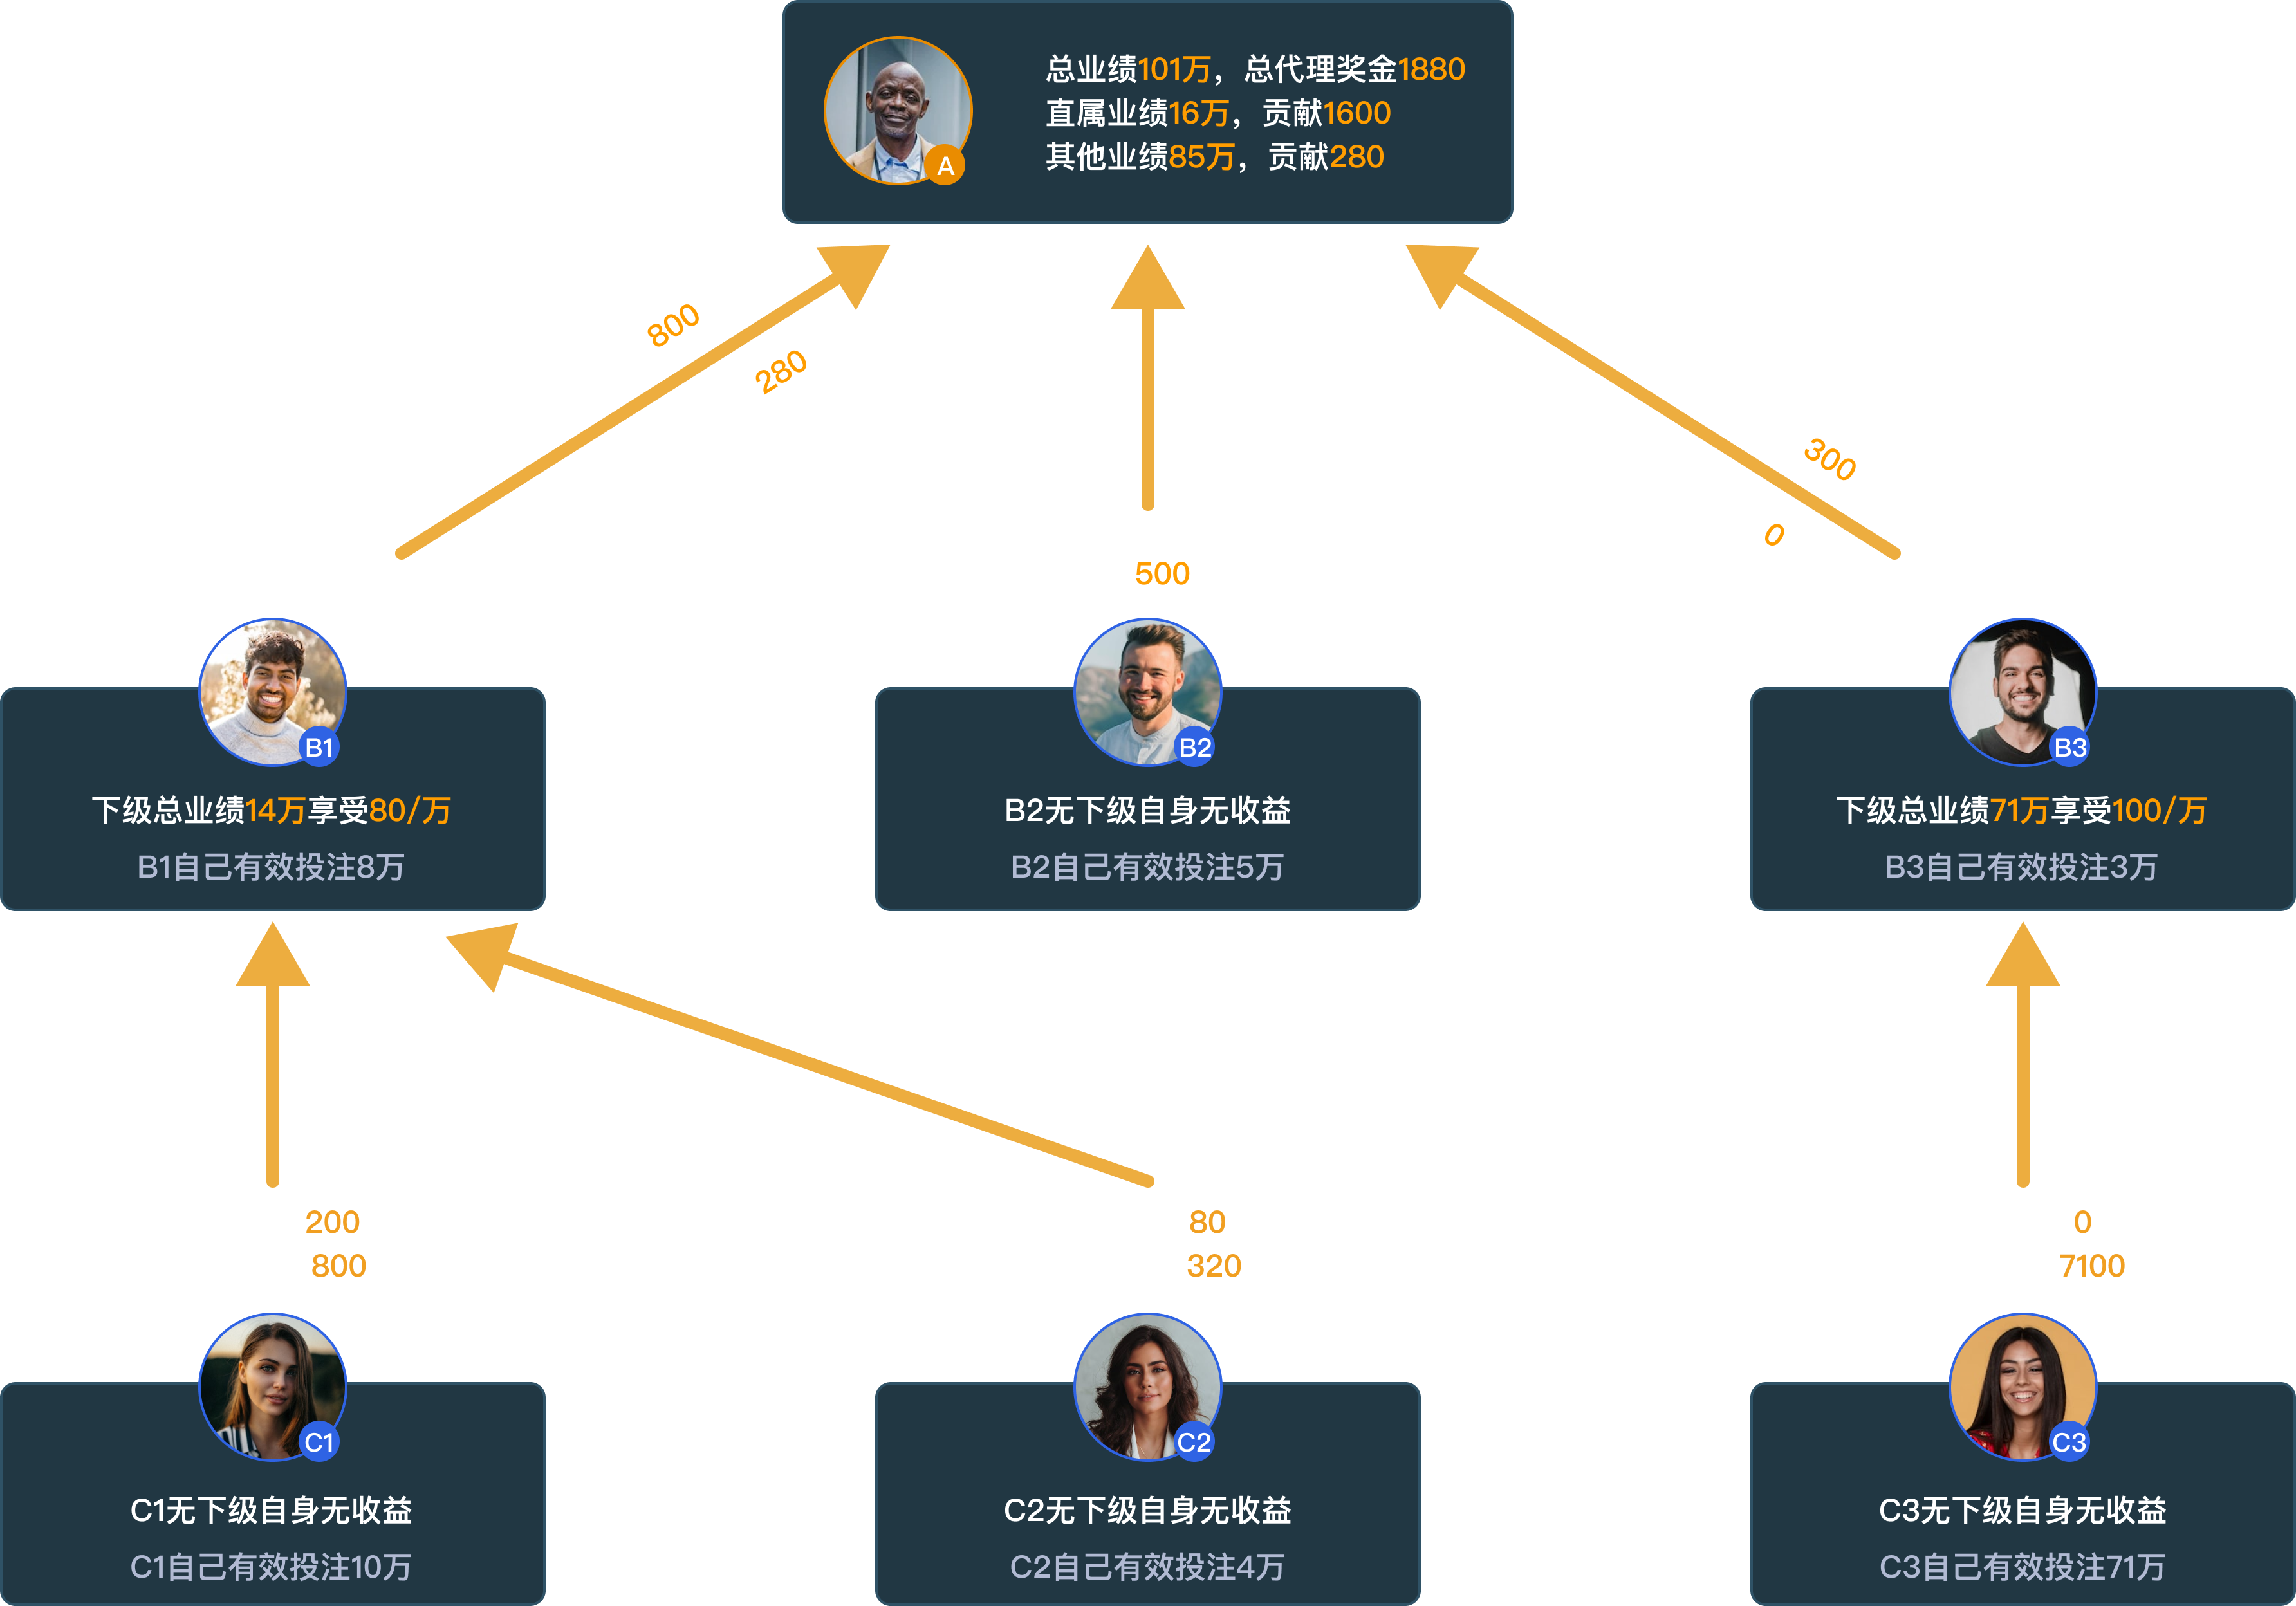 总业绩101万，总代理奖金1880
直属业绩16万，贡献1600
其他业绩85万，贡献280
A
800
280
300
0
500
B1
B2
B3
下级总业绩14万享受80/万
B1自己有效投注8万
B2无下级自身无收益
B2自己有效投注5万
下级总业绩71万享受100/万
B3自己有效投注3万
200
800
80
320
0
7100
C1
C2
C3
C1无下级自身无收益
C1自己有效投注10万
C2无下级自身无收益
C2自己有效投注4万
C3无下级自身无收益
C3自己有效投注71万